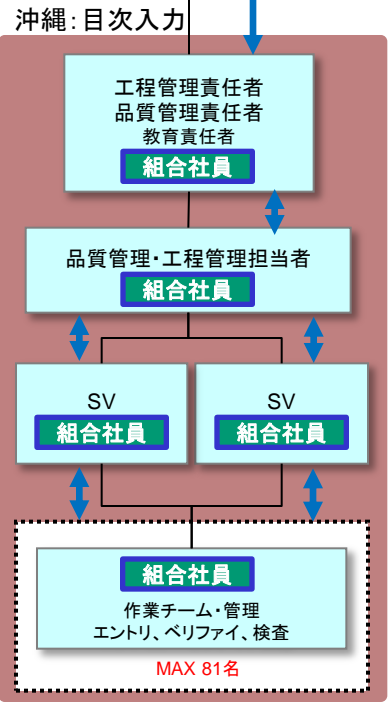 沖縄：目次入力
工程管理責任者
品質管理責任者
教育責任者
組合社員
品質管理・工程管理担当者
組合社員
SV
組合社員
SV
組合社員
組合社員
作業チーム・管理
エントリ、ベリファイ、検査
MAX 81名